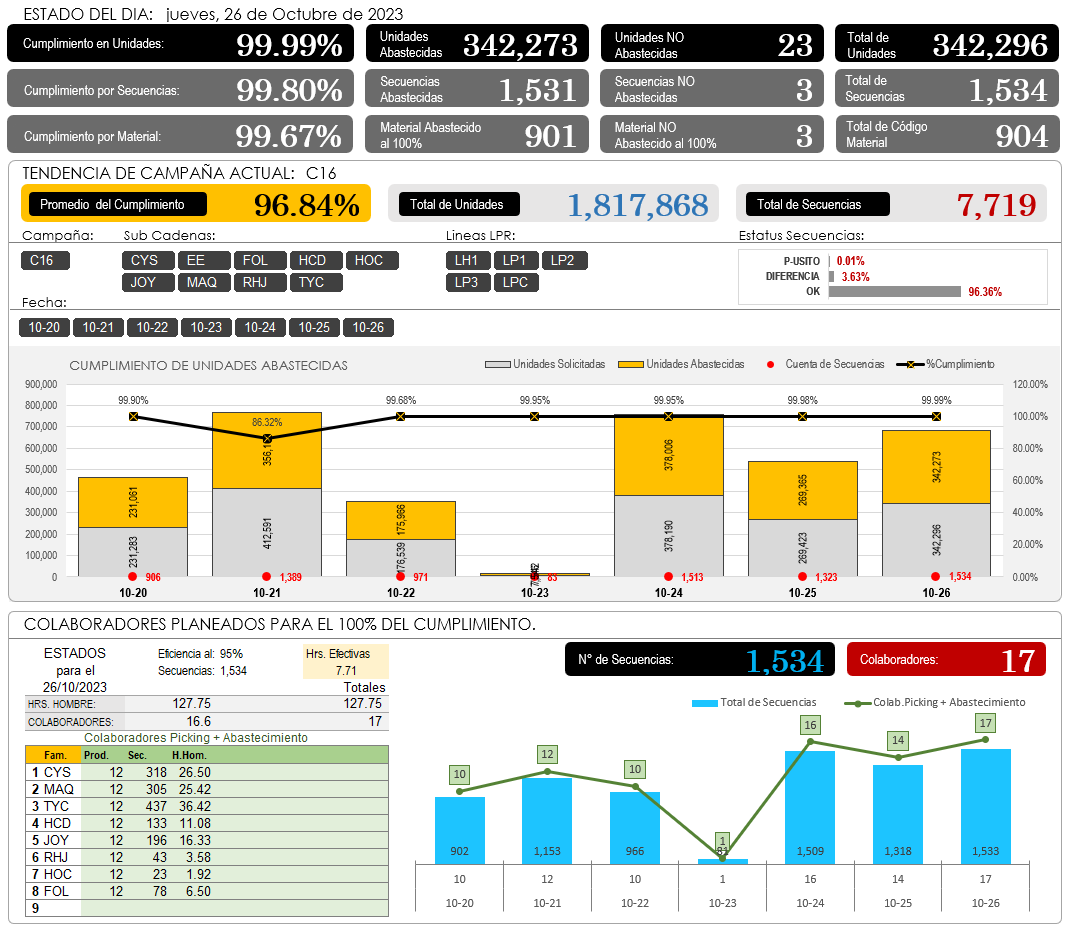 ESTADO DEL DIA: jueves, 26 de Octubre de 2023
Cumplimiento en Unidades: 99.99%
Unidades Abastecidas 342,273
Unidades NO Abastecidas 23
Total de Unidades 342,296
Cumplimiento por Secuencias: 99.80%
Secuencias Abastecidas 1,531
Secuencias NO Abastecidas 3
Total de Secuencias 1,534
Cumplimiento por Material: 99.67%
Material Abastecido al 100% 901
Material NO Abastecido al 100% 3
Total de Código Material 904
TENDENCIA DE CAMPAÑA ACTUAL: C16
Promedio del Cumplimiento 96.84%
Total de Unidades 1,817,868
Total de Secuencias 7,719
Campaña:
C16
Sub Cadenas:
CYS EE FOL HCD HOC
JOY MAQ RHJ TYC
Lineas LPR:
LH1 LP1 LP2
LP3 LPC
Estatus Secuencias:
P-USITO 0.01%
DIFERENCIA 3.63%
OK 96.36%
Fecha:
10-20 10-21 10-22 10-23 10-24 10-25 10-26
CUMPLIMIENTO DE UNIDADES ABASTECIDAS
Unidades Solicitadas Unidades Abastecidas Cuenta de Secuencias %Cumplimiento
900,000
800,000
700,000
600,000
500,000
400,000
300,000
200,000
100,000
0
120.00%
100.00%
80.00%
60.00%
40.00%
20.00%
0.00%
99.90% 86.32% 99.68% 99.95% 99.95% 99.98% 99.99%
231,061 175,966 378,006 269,365 342,273
231,283 412,591 176,539 378,190 269,423 342,296
906 1,389 971 83 1,513 1,323 1,534
10-20 10-21 10-22 10-23 10-24 10-25 10-26
COLABORADORES PLANEADOS PARA EL 100% DEL CUMPLIMIENTO.
ESTADOS
para el
26/10/2023
Eficiencia al: 95%
Secuencias: 1,534
Hrs. Efectivas
7.71
Totales
HRS. HOMBRE: 127.75 127.75
COLABORADORES: 16.6 17
Colaboradores Picking + Abastecimiento
Fam. Prod. Sec. H.Hom.
1 CYS 12 318 26.50
2 MAQ 12 305 25.42
3 TYC 12 437 36.42
4 HCD 12 133 11.08
5 JOY 12 196 16.33
6 RHJ 12 43 3.58
7 HOC 12 23 1.92
8 FOL 12 78 6.50
9
N° de Secuencias: 1,534
Colaboradores: 17
Total de Secuencias Colab.Picking + Abastecimiento
10 12 10 1 16 14 17
902 1,153 966 81 1,509 1,318 1,533
10 12 10 1 16 14 17
10-20 10-21 10-22 10-23 10-24 10-25 10-26